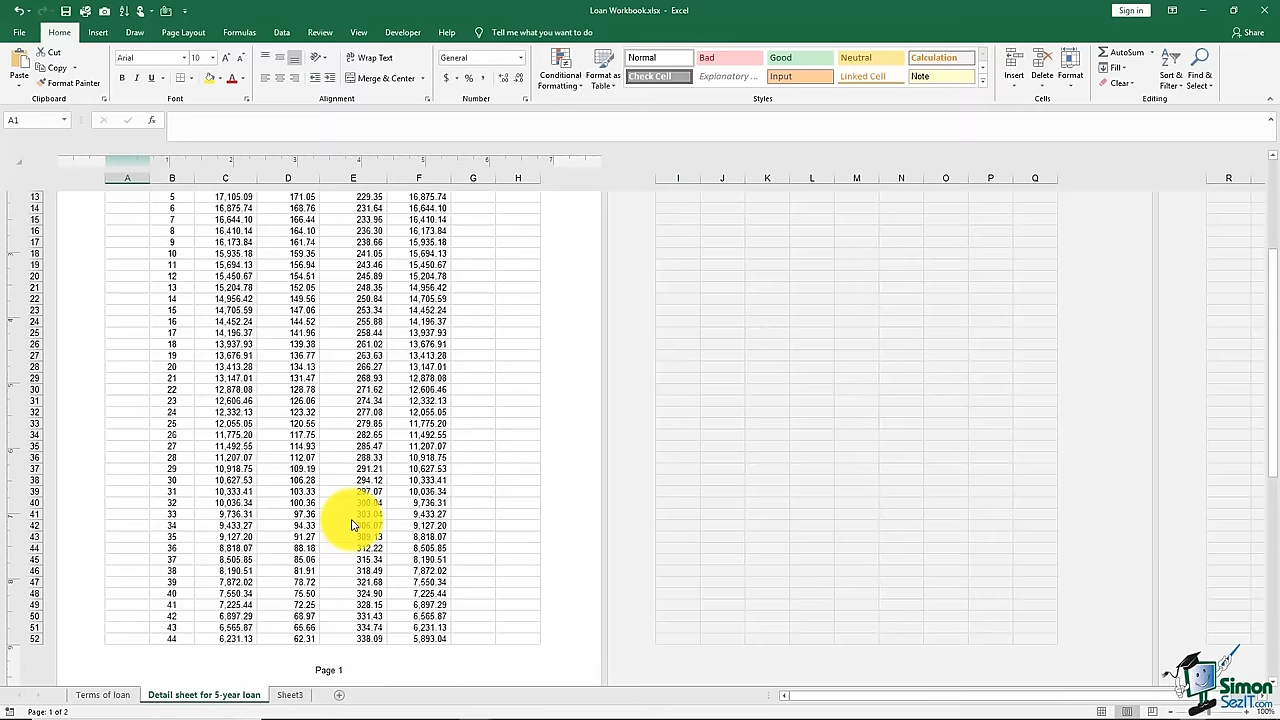 Loan Workbook.xlsx - Excel
Sign in
File Home Insert Draw Page Layout Formulas Data Review View Developer Help Tell me what you want to do Share
Paste
Cut
Copy
Format Painter
Clipboard
Arial 10
B I U
Font
Wrap Text
Merge & Center
Alignment
General
$ % ,
Number
Conditional Formatting
Format as Table
Normal Bad Good Neutral Calculation
Check Cell Explanatory ... Input Linked Cell Note
Styles
Insert Delete Format
Cells
AutoSum
Fill
Clear
Sort & Filter
Find & Select
Editing
A1 fx
1 2 3 4 5 6 7
A B C D E F G H I J K L M N O P Q R
13 5 17,105.09 171.05 229.35 16,875.74
14 6 16,875.74 168.76 231.64 16,644.10
15 7 16,644.10 166.44 233.96 16,410.14
16 8 16,410.14 164.10 236.30 16,173.84
17 9 16,173.84 161.74 238.66 15,935.18
18 10 15,935.18 159.35 241.05 15,694.13
19 11 15,694.13 156.94 243.46 15,450.67
20 12 15,450.67 154.51 245.89 15,204.78
21 13 15,204.78 152.05 248.35 14,956.42
22 14 14,956.42 149.56 250.84 14,705.59
23 15 14,705.59 147.06 253.34 14,452.24
24 16 14,452.24 144.52 255.88 14,196.37
25 17 14,196.37 141.96 258.44 13,937.93
26 18 13,937.93 139.38 261.02 13,676.91
27 19 13,676.91 136.77 263.63 13,413.28
28 20 13,413.28 134.13 266.27 13,147.01
29 21 13,147.01 131.47 268.93 12,878.08
30 22 12,878.08 128.78 271.62 12,606.46
31 23 12,606.46 126.06 274.34 12,332.13
32 24 12,332.13 123.32 277.08 12,055.05
33 25 12,055.05 120.55 279.85 11,775.20
34 26 11,775.20 117.75 282.65 11,492.55
35 27 11,492.55 114.93 285.47 11,207.07
36 28 11,207.07 112.07 288.33 10,918.75
37 29 10,918.75 109.19 291.21 10,627.53
38 30 10,627.53 106.28 294.12 10,333.41
39 31 10,333.41 103.33 297.07 10,036.34
40 32 10,036.34 100.36 300.04 9,736.31
41 33 9,736.31 97.36 303.04 9,433.27
42 34 9,433.27 94.33 306.07 9,127.20
43 35 9,127.20 91.27 309.13 8,818.07
44 36 8,818.07 88.18 312.22 8,505.85
45 37 8,505.85 85.06 315.34 8,190.51
46 38 8,190.51 81.91 318.49 7,872.02
47 39 7,872.02 78.72 321.68 7,550.34
48 40 7,550.34 75.50 324.90 7,225.44
49 41 7,225.44 72.25 328.15 6,897.29
50 42 6,897.29 68.97 331.43 6,565.87
51 43 6,565.87 65.66 334.74 6,231.13
52 44 6,231.13 62.31 338.09 5,893.04
Page 1
Terms of loan Detail sheet for 5-year loan Sheet3
Page: 1 of 2
100%
Simon
SezIT.com